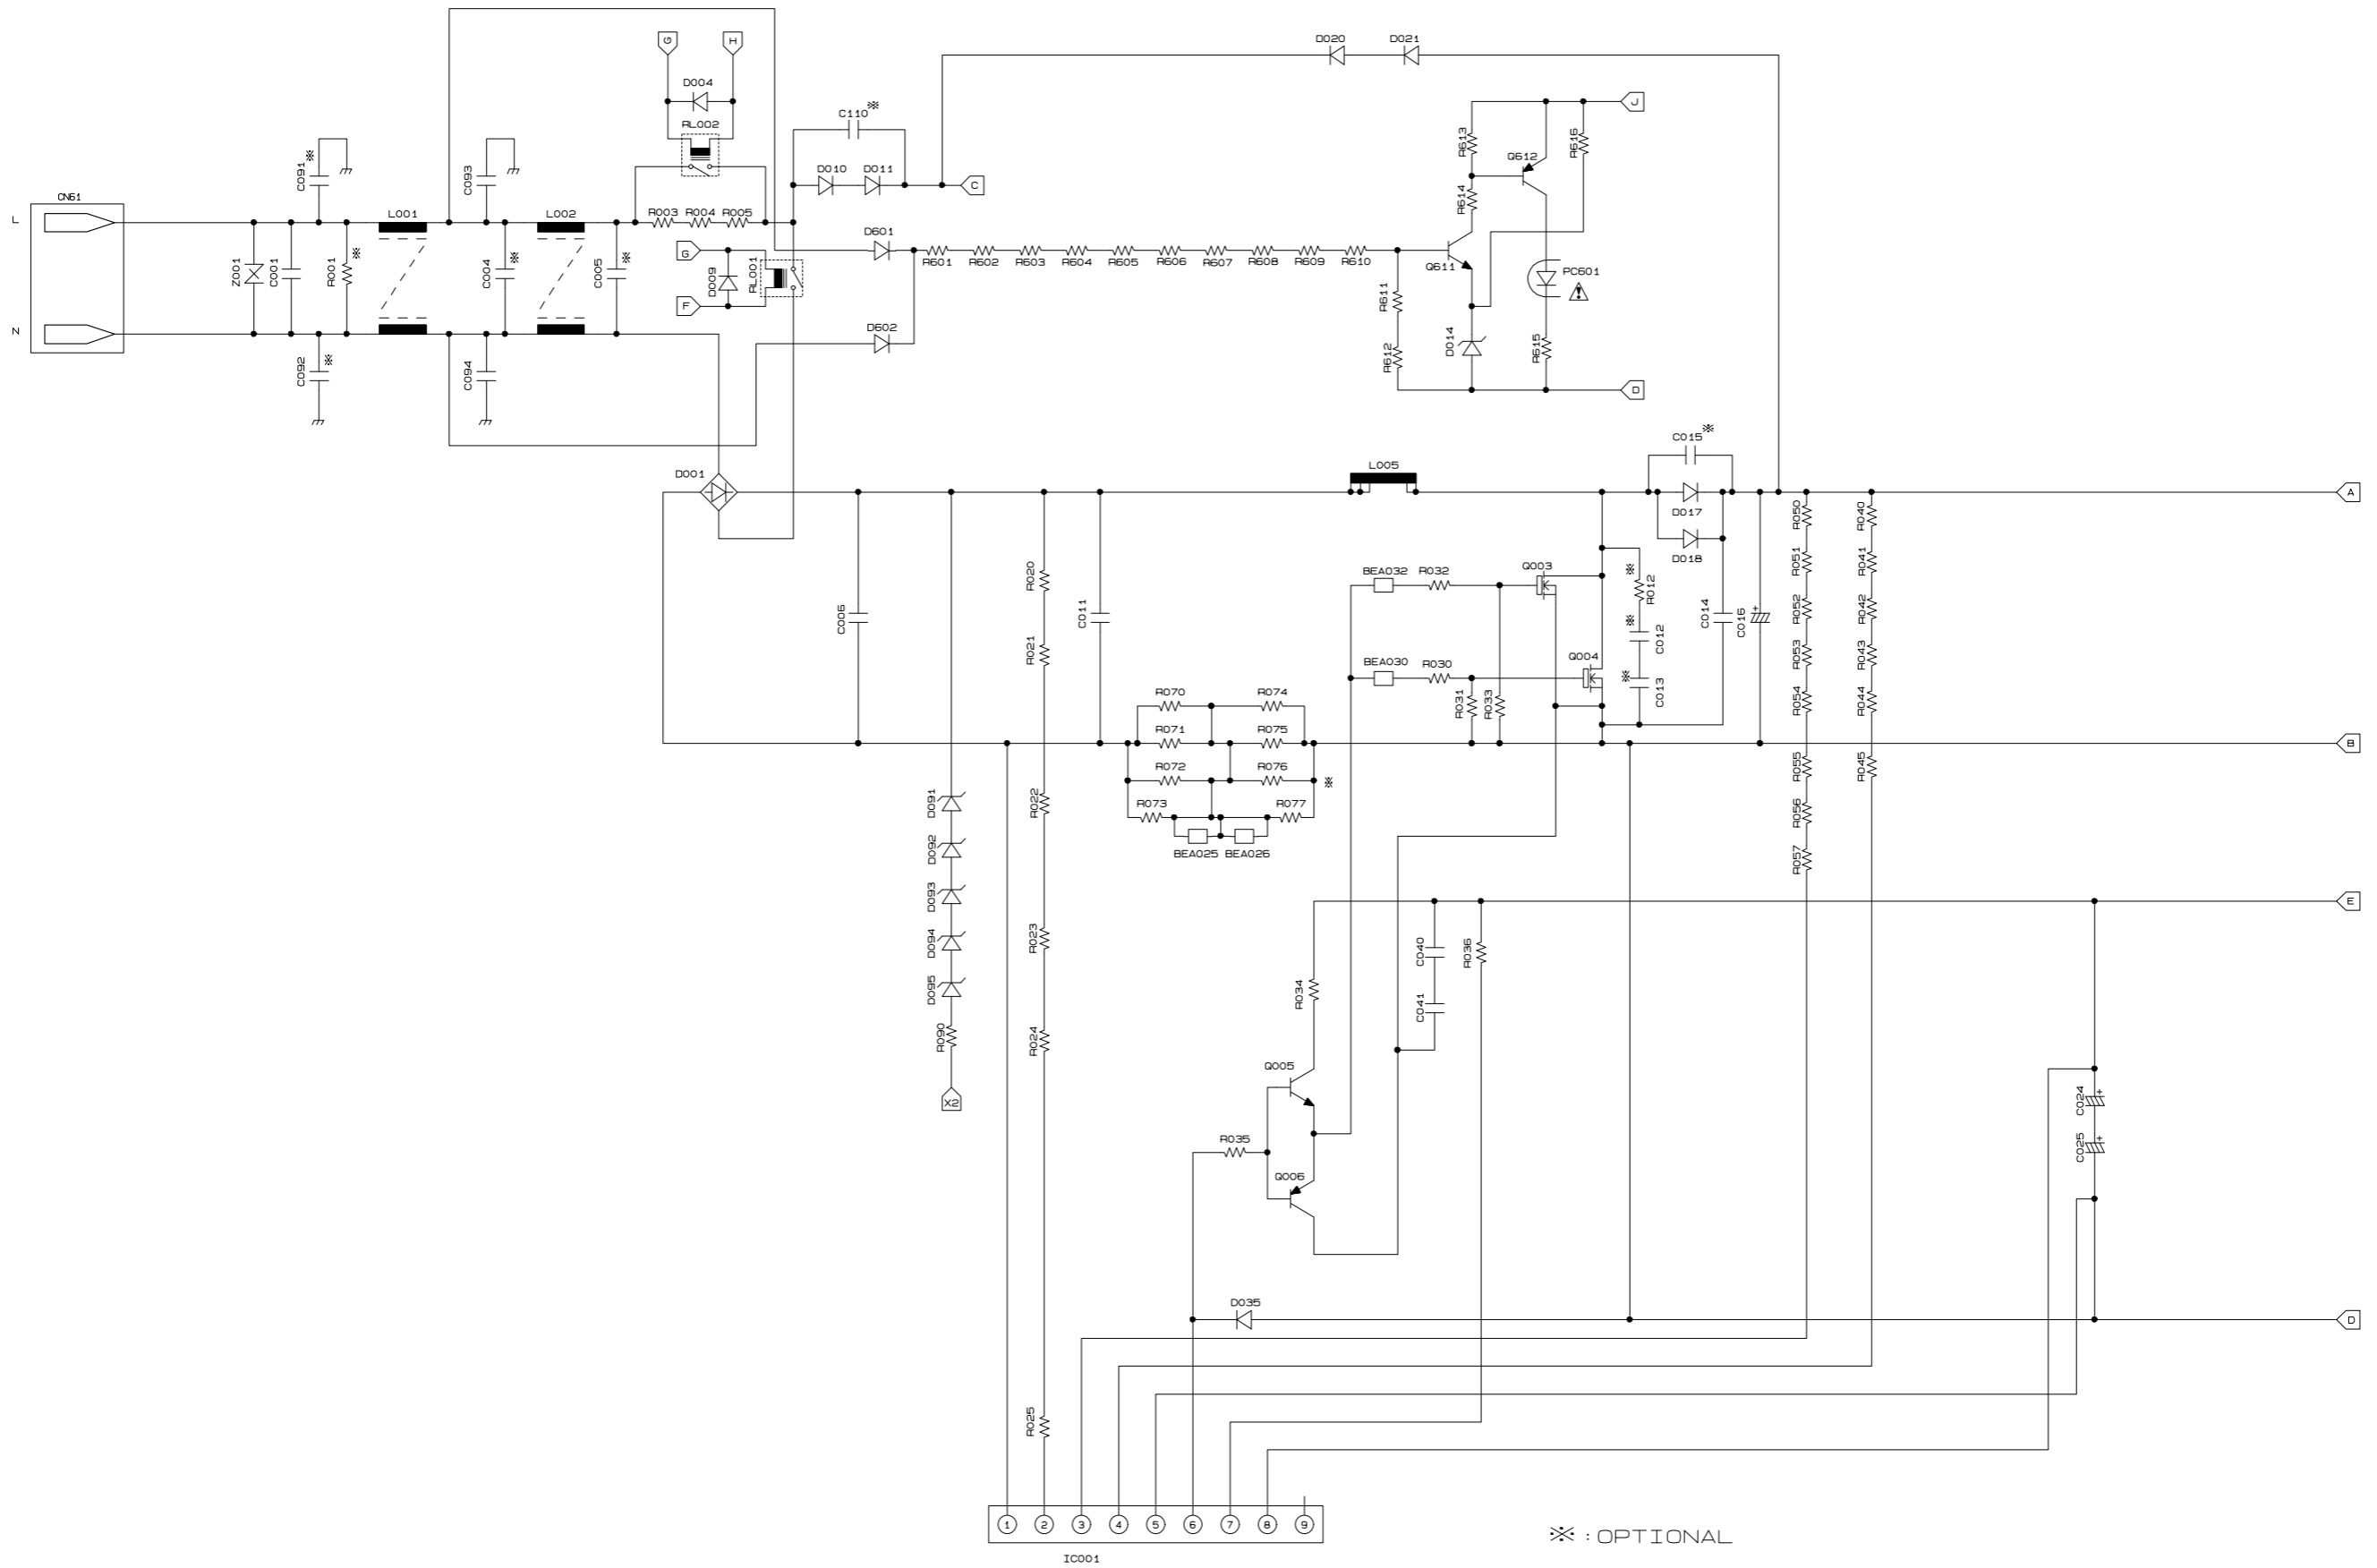 G
H
D020
D021
D004
C110※
RL002
J
R613
Q612
R616
C091※
C093
D010
D011
C
R614
CN61
L
L001
L002
R003
R004
R005
D601
G
D009
RL001
R601
R602
R603
R604
R605
R606
R607
R608
R609
R610
Q611
PC601
Z001
C001
R001※
C004※
C005※
F
R611
D602
N
R612
D014
R615
C092※
C094
D
C015※
D001
L005
A
D017
R050
R040
D018
R051
R041
R020
BEA032
R032
Q003
※
R012
C006
C011
C014
C016
+
R052
R042
R021
※
C012
BEA030
R030
Q004
R053
R043
※
C013
R070
R074
R031
R033
R054
R044
R071
R075
B
R072
R076
※
R055
R045
D091
R022
R073
R077
R056
D092
BEA025
BEA026
R057
D093
E
D094
R023
C040
R036
D095
R034
C041
R090
R024
Q005
X2
C024
+
R035
C025
+
Q006
D035
D
R025
1
2
3
4
5
6
7
8
9
IC001
※ : OPTIONAL